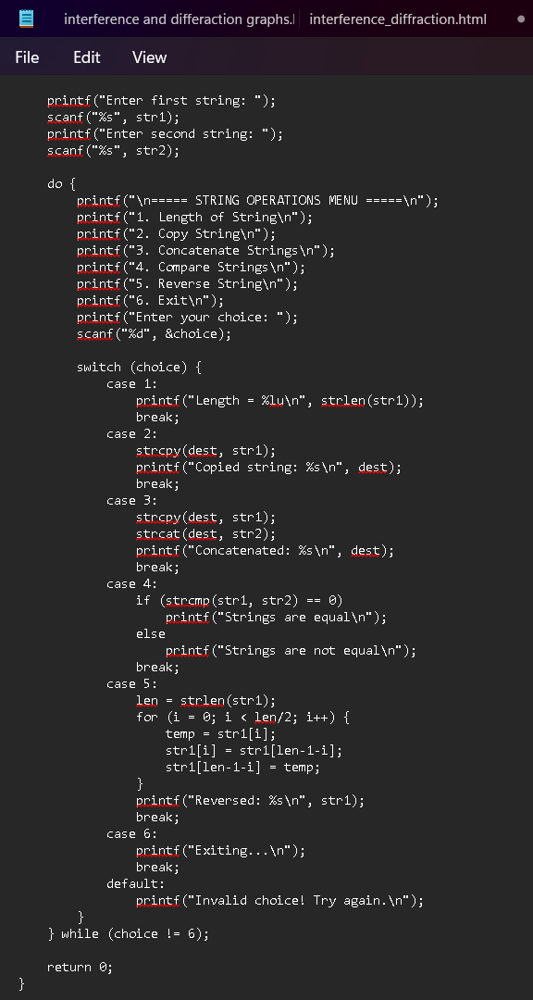 interference and differaction graphs.l interference_diffraction.html
File Edit View
printf("Enter first string: ");
scanf("%s", str1);
printf("Enter second string: ");
scanf("%s", str2);
do {
printf("\n===== STRING OPERATIONS MENU =====\n");
printf("1. Length of String\n");
printf("2. Copy String\n");
printf("3. Concatenate Strings\n");
printf("4. Compare Strings\n");
printf("5. Reverse String\n");
printf("6. Exit\n");
printf("Enter your choice: ");
scanf("%d", &choice);
switch (choice) {
case 1:
printf("Length = %lu\n", strlen(str1));
break;
case 2:
strcpy(dest, str1);
printf("Copied string: %s\n", dest);
break;
case 3:
strcpy(dest, str1);
strcat(dest, str2);
printf("Concatenated: %s\n", dest);
break;
case 4:
if (strcmp(str1, str2) == 0)
printf("Strings are equal\n");
else
printf("Strings are not equal\n");
break;
case 5:
len = strlen(str1);
for (i = 0; i < len/2; i++) {
temp = str1[i];
str1[i] = str1[len-1-i];
str1[len-1-i] = temp;
}
printf("Reversed: %s\n", str1);
break;
case 6:
printf("Exiting...\n");
break;
default:
printf("Invalid choice! Try again.\n");
}
} while (choice != 6);
return 0;
}